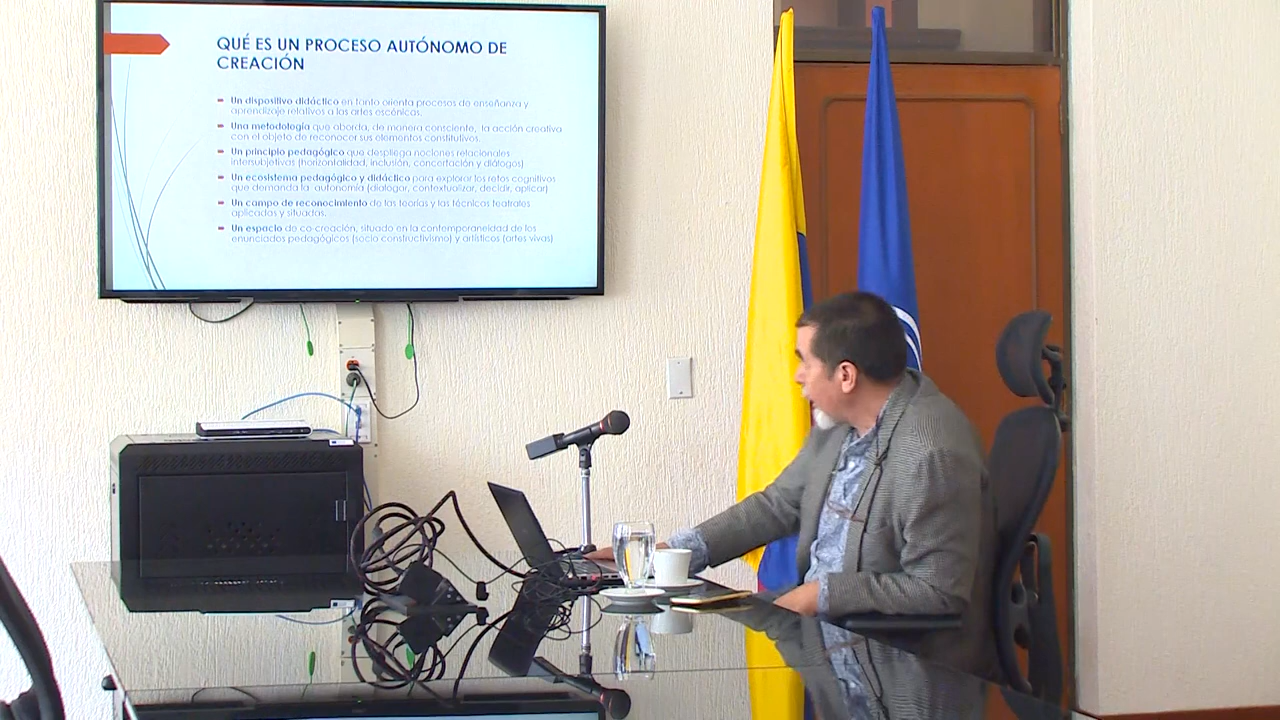 QUÉ ES UN PROCESO AUTÓNOMO DE
CREACIÓN
Un dispositivo didáctico en tanto orienta procesos de enseñanza y
aprendizaje relativos a las artes escénicas.
Una metodología que aborda, de manera consciente, la acción creativa
con el objeto de reconocer sus elementos constitutivos.
Un principio pedagógico que despliega nociones relacionales
intersubjetivas (horizontalidad, inclusión, concertación y diálogos)
Un ecosistema pedagógico y didáctico para explorar los retos cognitivos
que demanda la autonomía (dialogar, contextualizar, decidir, aplicar)
Un campo de reconocimiento de las teorías y las técnicas teatrales
aplicadas y situadas.
Un espacio de co-creación, situado en la contemporaneidad de los
enunciados pedagógicos (socio constructivismo) y artísticos (artes vivas)